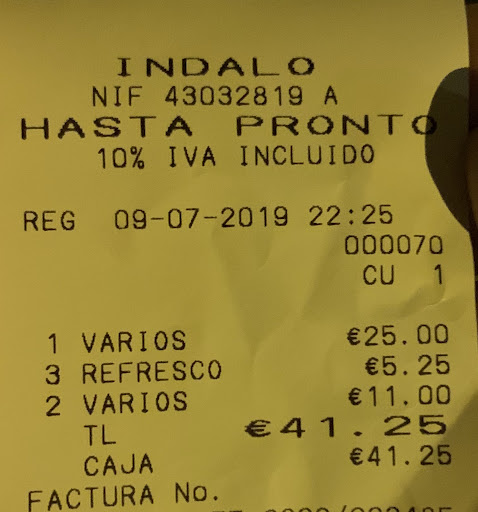 INDALO
NIF 43032819 A
HASTA PRONTO
10% IVA INCLUIDO
REG 09-07-2019 22:25
000070
CU 1
1 VARIOS €25.00
3 REFRESCO €5.25
2 VARIOS €11.00
TL €41.25
CAJA €41.25
FACTURA No.